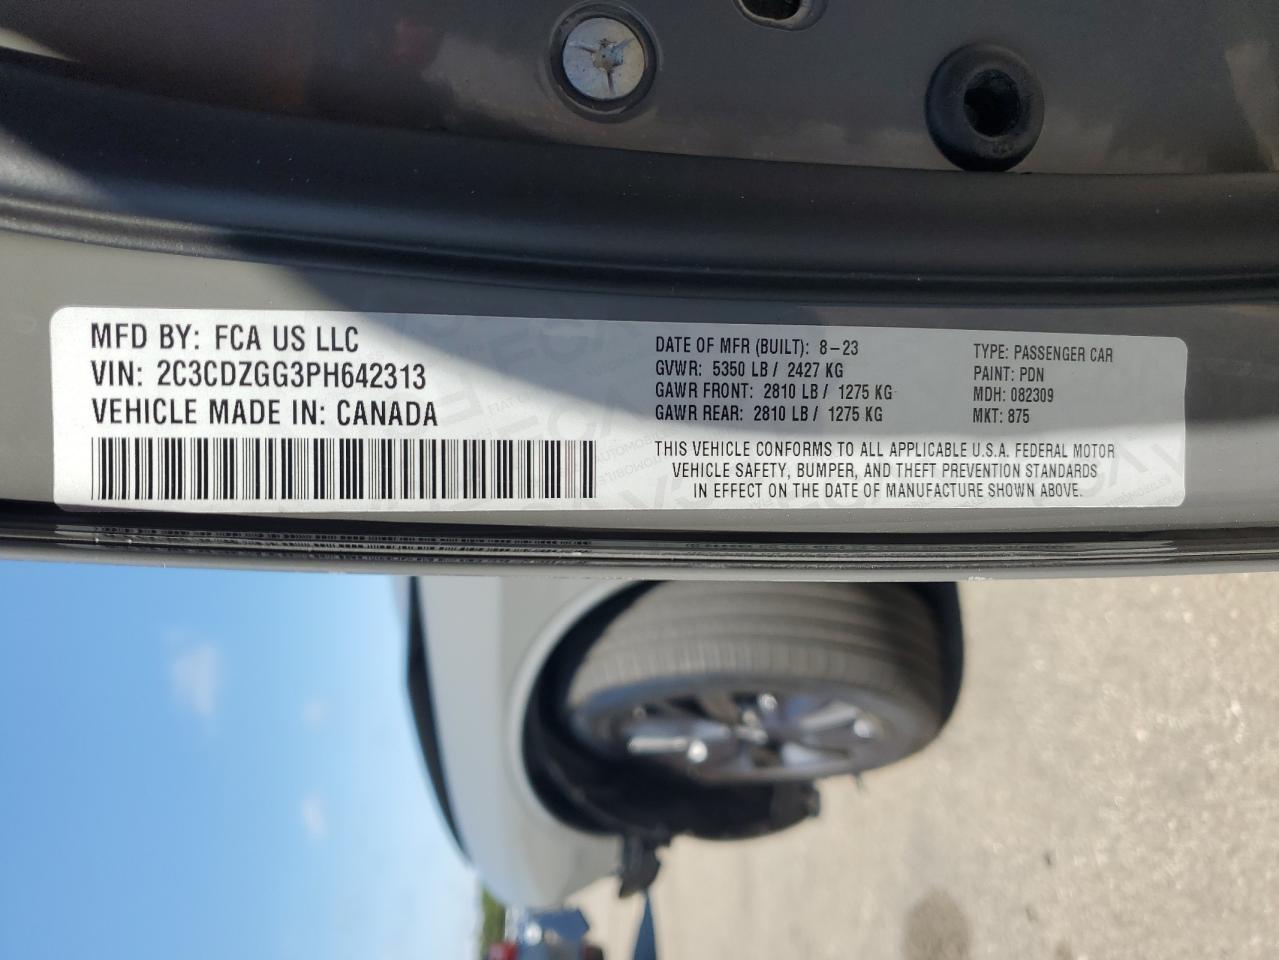 MFD BY: FCA US LLC
VIN: 2C3CDZGG3PH642313
VEHICLE MADE IN: CANADA
DATE OF MFR (BUILT): 8-23
GVWR: 5350 LB / 2427 KG
GAWR FRONT: 2810 LB / 1275 KG
GAWR REAR: 2810 LB / 1275 KG
TYPE: PASSENGER CAR
PAINT: PDN
MDH: 082309
MKT: 875
THIS VEHICLE CONFORMS TO ALL APPLICABLE U.S.A. FEDERAL MOTOR
VEHICLE SAFETY, BUMPER, AND THEFT PREVENTION STANDARDS
IN EFFECT ON THE DATE OF MANUFACTURE SHOWN ABOVE.